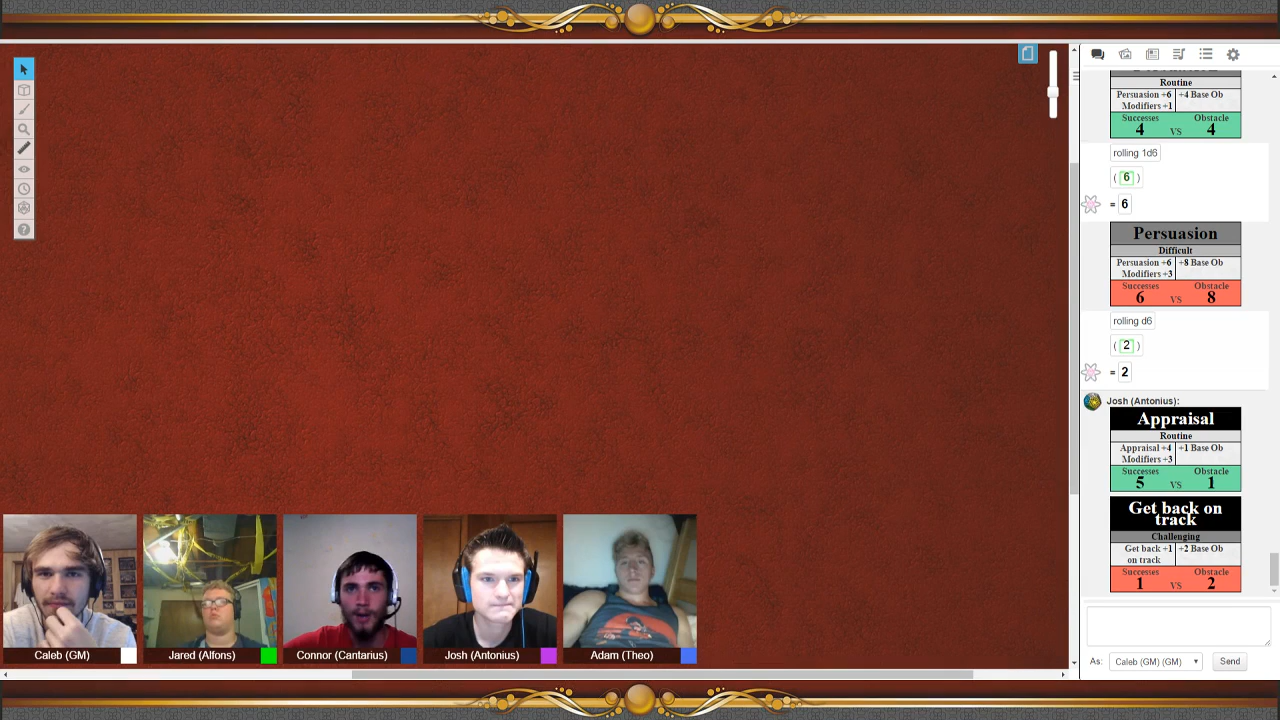 Routine
Persuasion +6 +4 Base Ob
Modifiers +1
Successes Obstacle
4 VS 4
rolling 1d6
( 6 )
= 6
Persuasion
Difficult
Persuasion +6 +8 Base Ob
Modifiers +3
Successes Obstacle
6 VS 8
rolling d6
( 2 )
= 2
Josh (Antonius):
Appraisal
Routine
Appraisal +4 +1 Base Ob
Modifiers +3
Successes Obstacle
5 VS 1
Get back on
track
Challenging
Get back +1 +2 Base Ob
on track
Successes Obstacle
1 VS 2
Caleb (GM)
Jared (Alfons)
Connor (Cantarius)
Josh (Antonius)
Adam (Theo)
As: Caleb (GM) (GM) Send